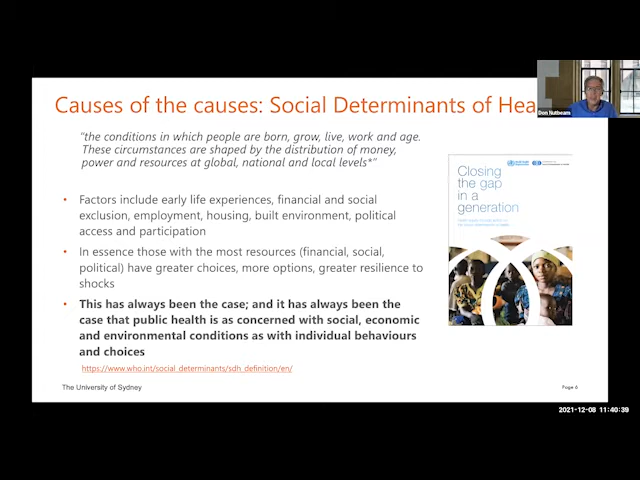 Causes of the causes: Social Determinants of Hea
Don Nutbeam
"the conditions in which people are born, grow, live, work and age.
These circumstances are shaped by the distribution of money,
power and resources at global, national and local levels*"
• Factors include early life experiences, financial and social
exclusion, employment, housing, built environment, political
access and participation
• In essence those with the most resources (financial, social,
political) have greater choices, more options, greater resilience to
shocks
• This has always been the case; and it has always been the
case that public health is as concerned with social, economic
and environmental conditions as with individual behaviours
and choices
https://www.who.int/social_determinants/sdh_definition/en/
Closing
the gap
in a
generation
The University of Sydney
Page 6
2021-12-08 11:40:39